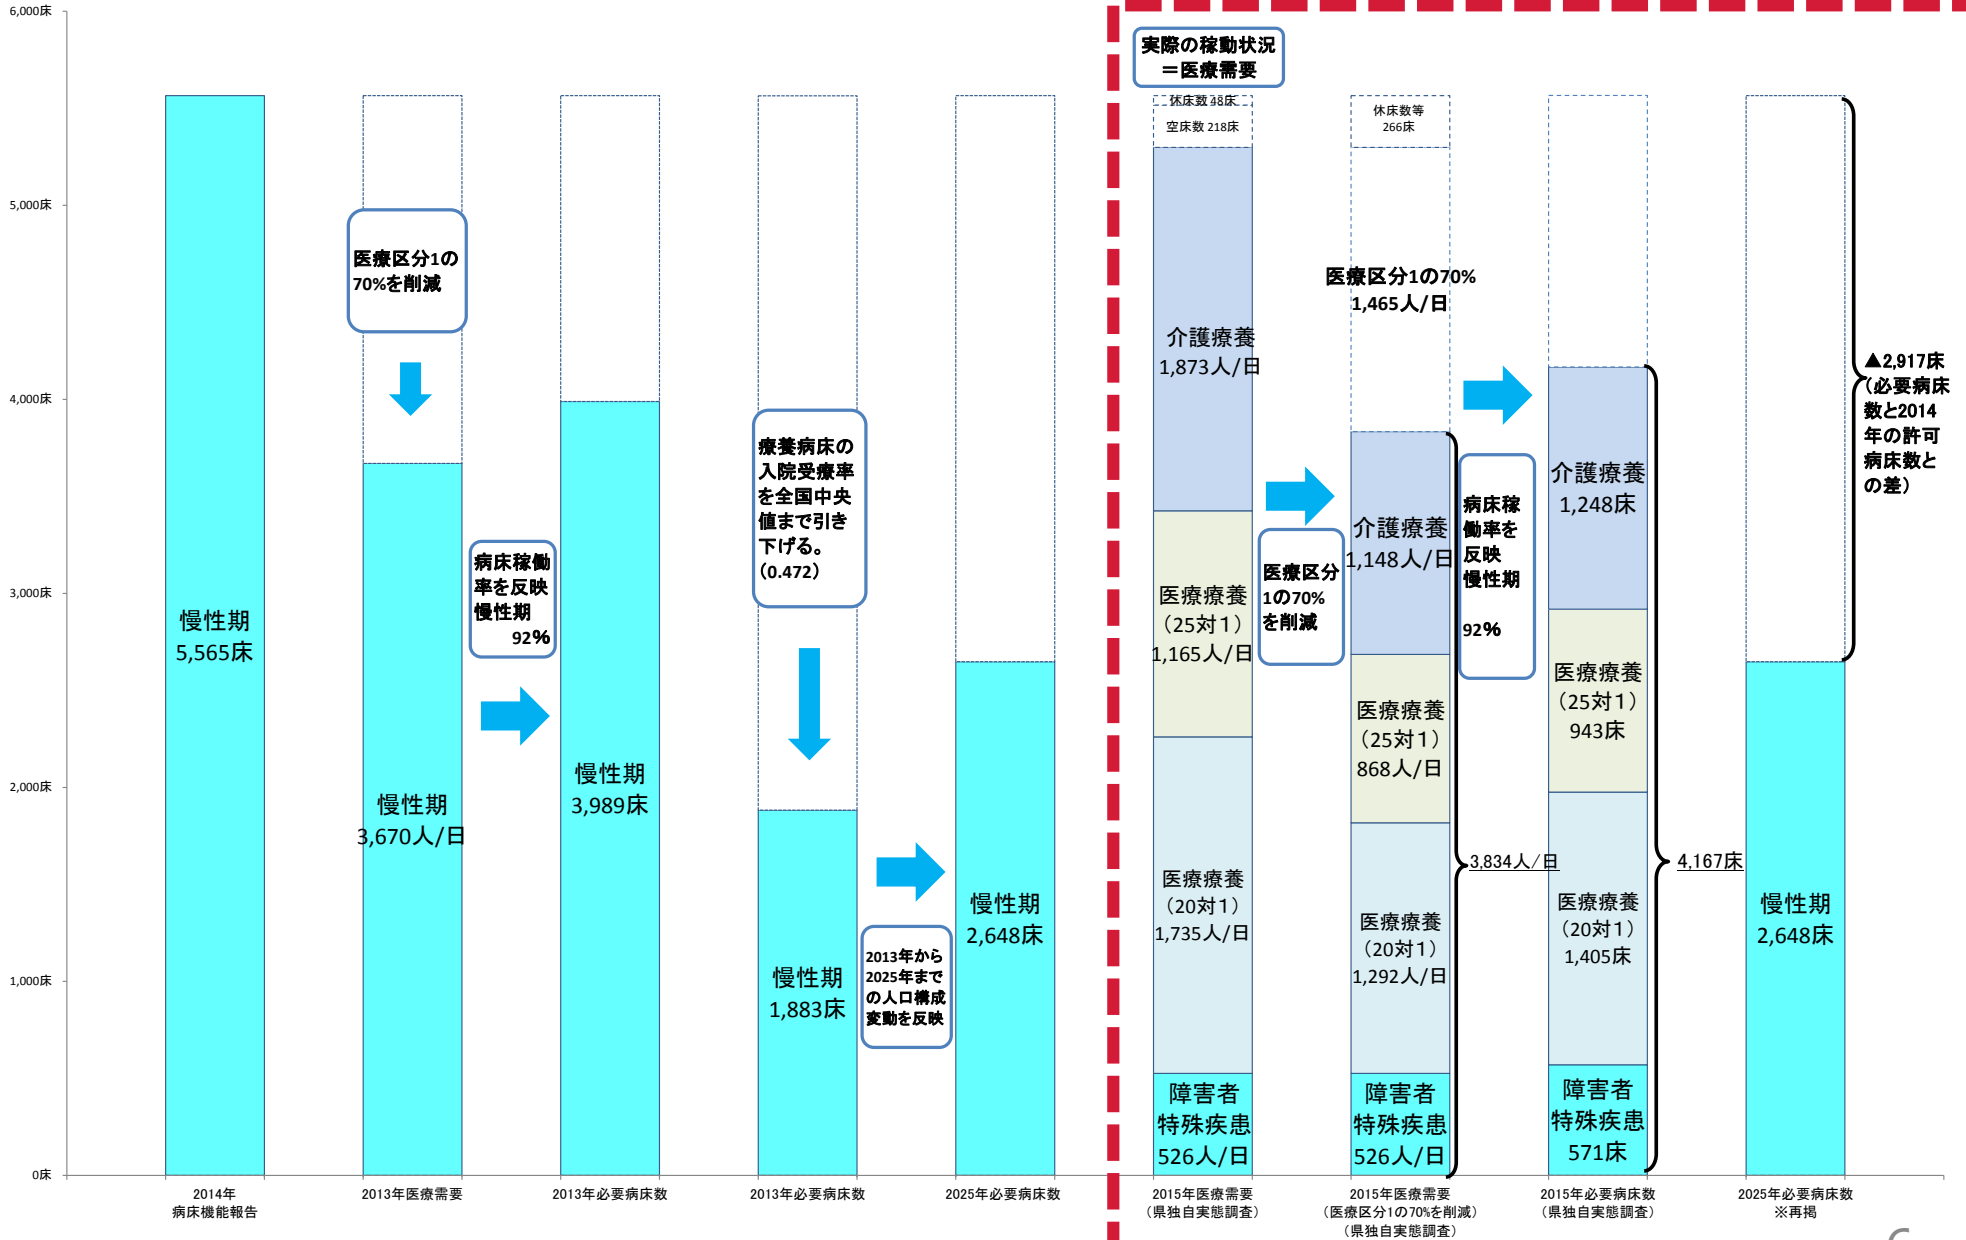 6,000床
5,000床
4,000床
3,000床
2,000床
1,000床
0床
慢性期
5,565床
医療区分1の
70%を削減
慢性期
3,670人/日
病床稼働
率を反映
慢性期
92%
慢性期
3,989床
療養病床の
入院受療率
を全国中央
値まで引き
下げる。
（0.472）
慢性期
1,883床
2013年から
2025年まで
の人口構成
変動を反映
慢性期
2,648床
実際の稼動状況
＝医療需要
休床数 48床
空床数 218床
介護療養
1,873人/日
医療療養
（25対1）
1,165人/日
医療療養
（20対1）
1,735人/日
障害者
特殊疾患
526人/日
医療区分
1の70%
を削減
休床数等
266床
医療区分1の70%
1,465人/日
介護療養
1,148人/日
医療療養
（25対1）
868人/日
医療療養
（20対1）
1,292人/日
障害者
特殊疾患
526人/日
3,834人/日
病床稼
働率を
反映
慢性期
92%
介護療養
1,248床
医療療養
（25対1）
943床
医療療養
（20対1）
1,405床
障害者
特殊疾患
571床
4,167床
慢性期
2,648床
▲2,917床
（必要病床
数と2014
年の許可
病床数と
の差）
2014年
病床機能報告
2013年医療需要
2013年必要病床数
2013年必要病床数
2025年必要病床数
2015年医療需要
（県独自実態調査）
2015年医療需要
（医療区分1の70%を削減）
（県独自実態調査）
2015年必要病床数
（県独自実態調査）
2025年必要病床数
※再掲